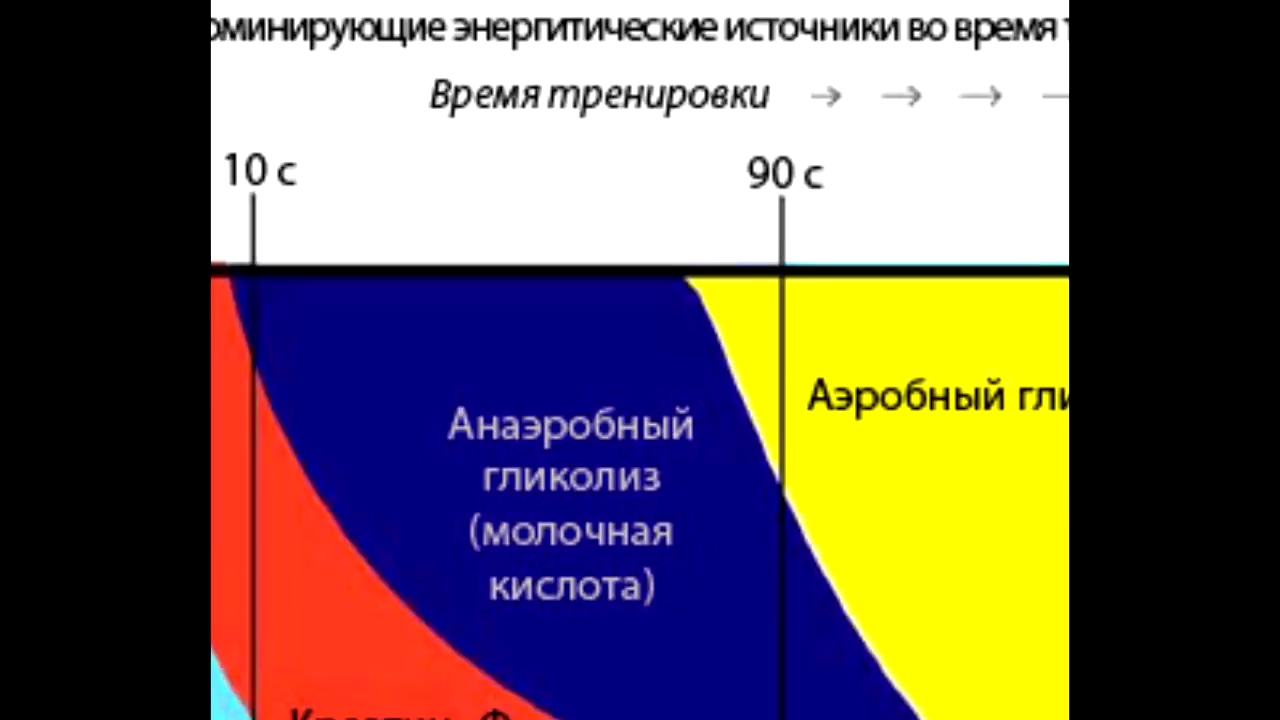 оминирующие энергитические источники во время
Время тренировки → → →
10 с
90 с
Аэробный гли
Анаэробный
гликолиз
(молочная
кислота)